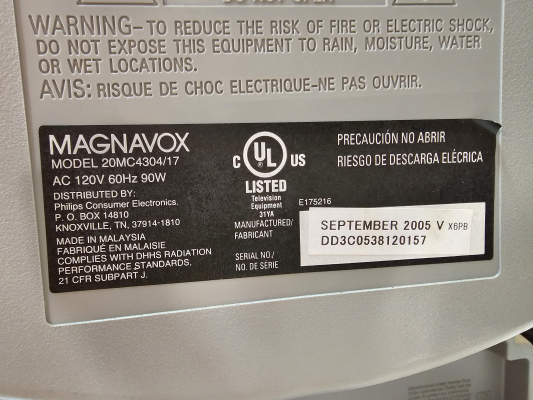 DO NOT OPEN
WARNING- TO REDUCE THE RISK OF FIRE OR ELECTRIC SHOCK,
DO NOT EXPOSE THIS EQUIPMENT TO RAIN, MOISTURE, WATER
OR WET LOCATIONS.
AVIS: RISQUE DE CHOC ELECTRIQUE-NE PAS OUVRIR.
MAGNAVOX
MODEL 20MC4304/17
AC 120V 60Hz 90W
DISTRIBUTED BY:
Philips Consumer Electronics.
P. O. BOX 14810
KNOXVILLE, TN, 37914-1810
MADE IN MALAYSIA
FABRIQUÉ EN MALAISIE
COMPLIES WITH DHHS RADIATION
PERFORMANCE STANDARDS,
21 CFR SUBPART J.
C UL US
LISTED
Television
Equipment
31YA
MANUFACTURED/
FABRICANT
SERIAL NO/
NO. DE SÉRIE
PRECAUCIÓN NO ABRIR
RIESGO DE DESCARGA ELÉCTRICA
E175216
SEPTEMBER 2005 V X6PB
DD3C0538120157